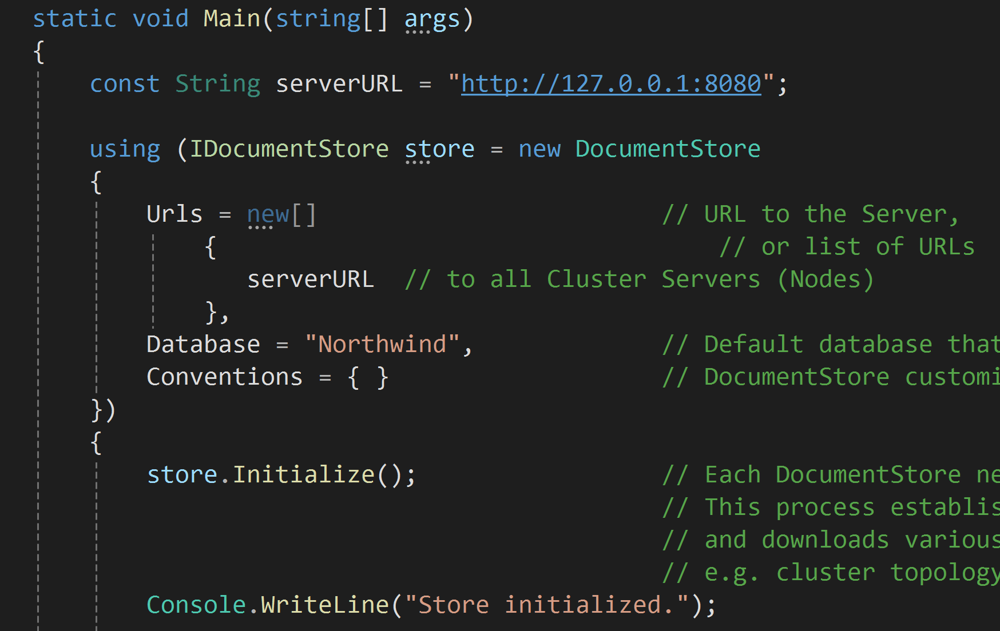 static void Main(string[] args)
{
const String serverURL = "http://127.0.0.1:8080";
using (IDocumentStore store = new DocumentStore
{
Urls = new[] // URL to the Server,
{ // or list of URLs
serverURL // to all Cluster Servers (Nodes)
},
Database = "Northwind", // Default database that
Conventions = { } // DocumentStore customi
})
{
store.Initialize(); // Each DocumentStore ne
// This process establis
// and downloads various
// e.g. cluster topology
Console.WriteLine("Store initialized.");